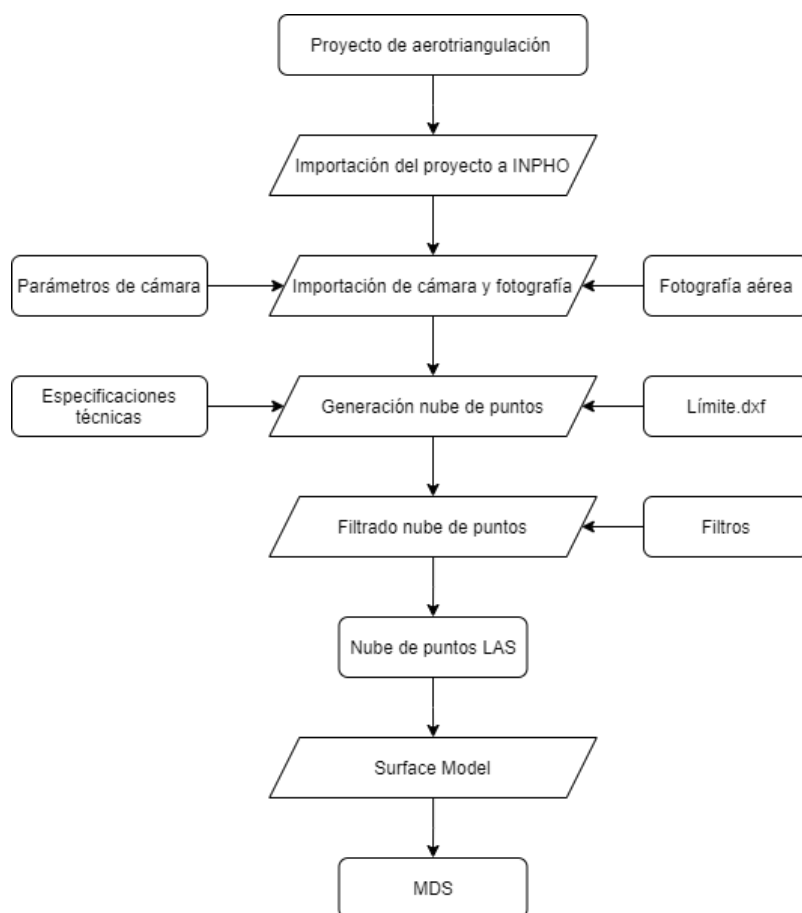 Proyecto de aerotriangulación
Importación del proyecto a INPHO
Parámetros de cámara
Importación de cámara y fotografía
Fotografía aérea
Especificaciones
técnicas
Generación nube de puntos
Límite.dxf
Filtrado nube de puntos
Filtros
Nube de puntos LAS
Surface Model
MDS